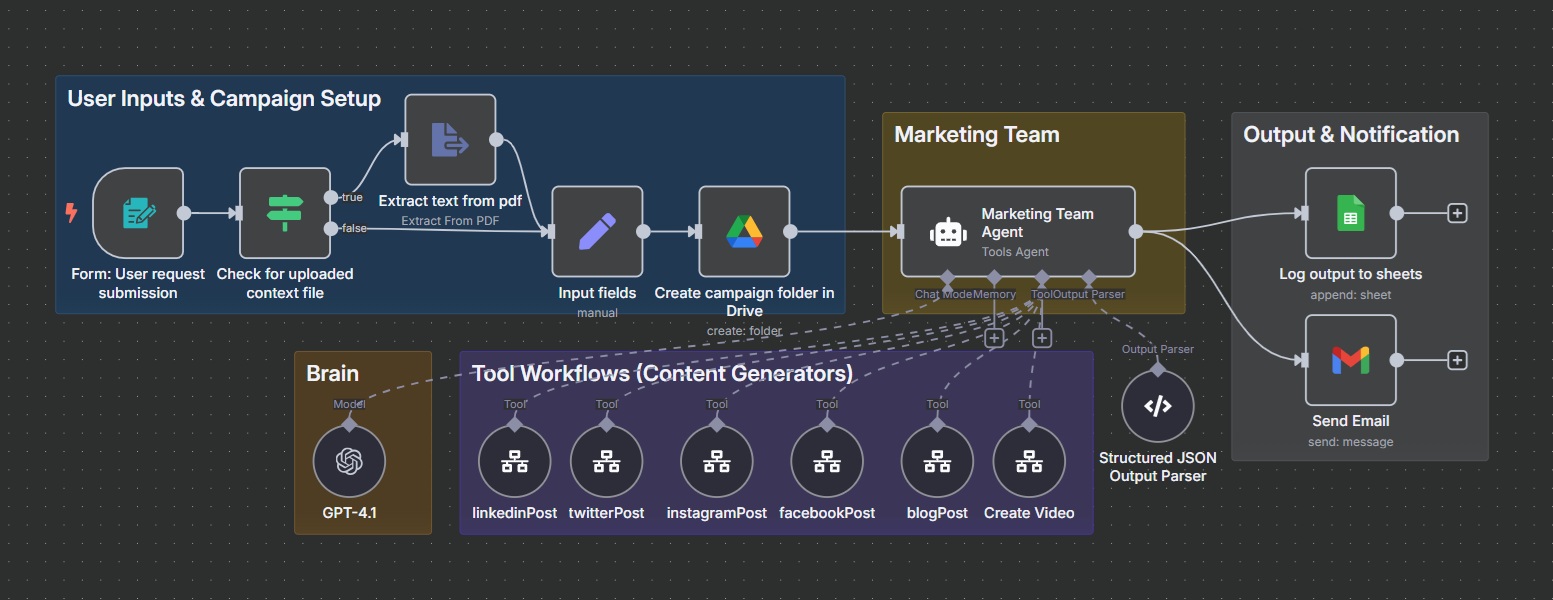 User Inputs & Campaign Setup
Form: User request
submission
Check for uploaded
context file
true
false
Extract text from pdf
Extract From PDF
Input fields
manual
Create campaign folder in
Drive
create: folder
Marketing Team
Marketing Team
Agent
Tools Agent
Chat Mode
Memory
Tool
Output Parser
Output & Notification
Log output to sheets
append: sheet
Send Email
send: message
Brain
Model
GPT-4.1
Tool Workflows (Content Generators)
Tool
linkedinPost
Tool
twitterPost
Tool
instagramPost
Tool
facebookPost
Tool
blogPost
Tool
Create Video
Output Parser
Structured JSON
Output Parser